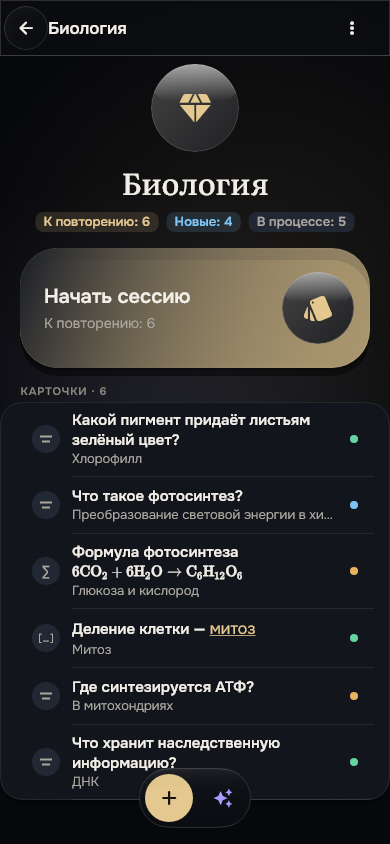 Биология
Биология
К повторению: 6 Новые: 4 В процессе: 5
Начать сессию
К повторению: 6
КАРТОЧКИ · 6
Какой пигмент придаёт листьям
зелёный цвет?
Хлорофилл
Что такое фотосинтез?
Преобразование световой энергии в хи...
Формула фотосинтеза
6CO₂ + 6H₂O → C₆H₁₂O₆
Глюкоза и кислород
[...] Деление клетки — митоз
Митоз
Где синтезируется АТФ?
В митохондриях
Что хранит наследственную
информацию?
ДНК